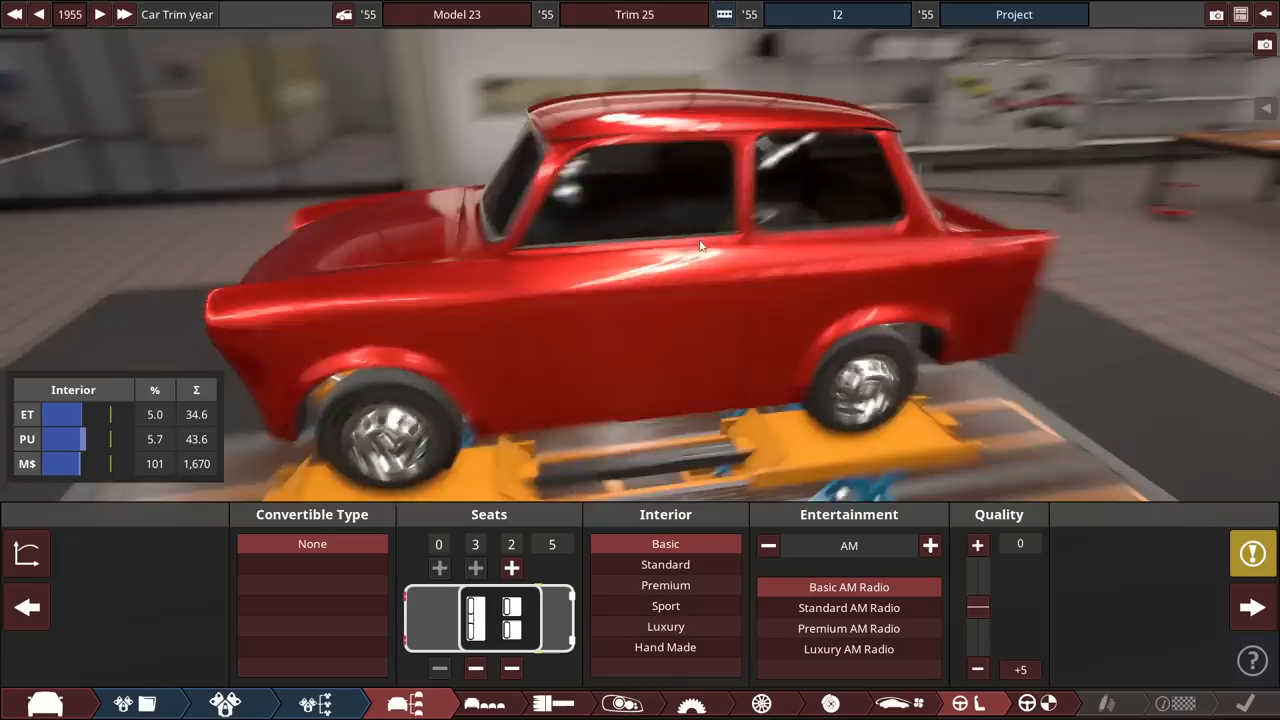 1955 Car Trim year '55 Model 23 '55 Trim 25 '55 I2 '55 Project
Interior % Σ
ET 5.0 34.6
PU 5.7 43.6
M$ 101 1,670
Convertible Type Seats Interior Entertainment Quality
None 0 3 2 5 Basic AM 0
Standard
Premium Basic AM Radio
Sport Standard AM Radio
Luxury Premium AM Radio
Hand Made Luxury AM Radio
+5